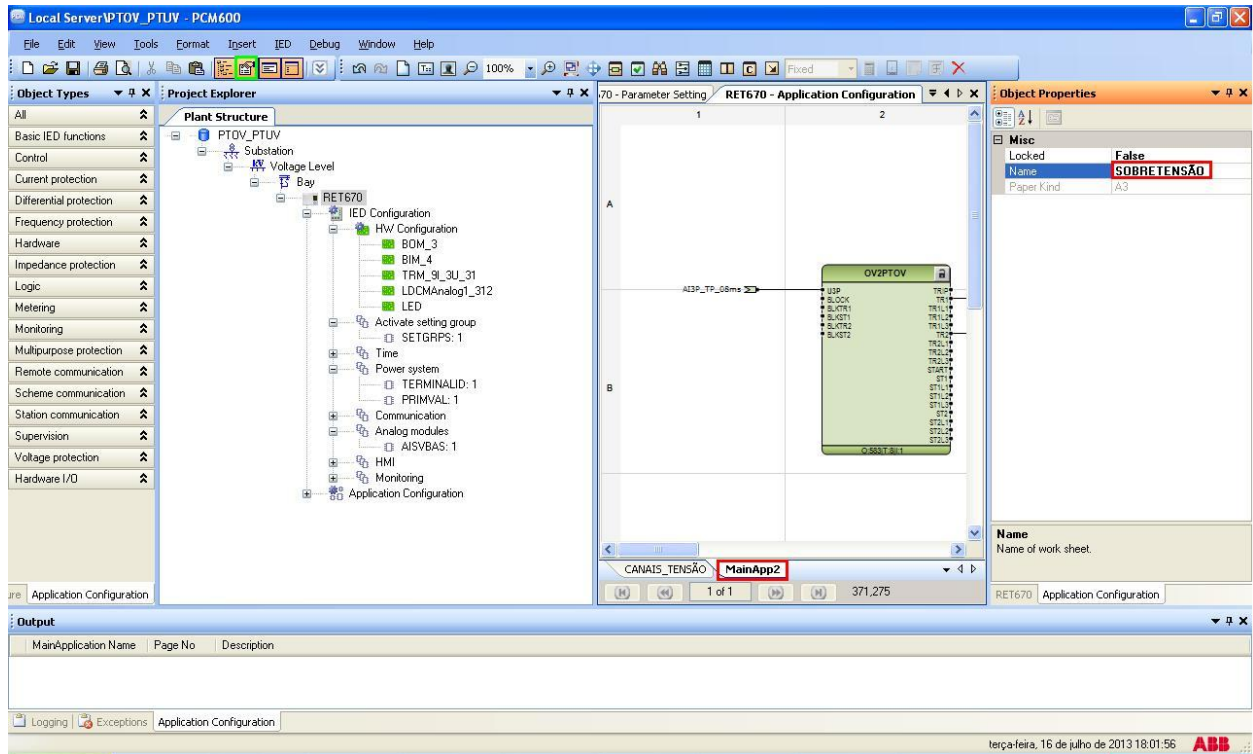 Local Server\PTOV_PTUV - PCM600
File Edit View Tools Format Insert IED Debug Window Help
100%
Fixed
Object Types
All
Basic IED functions
Control
Current protection
Differential protection
Frequency protection
Hardware
Impedance protection
Logic
Metering
Monitoring
Multipurpose protection
Remote communication
Scheme communication
Station communication
Supervision
Voltage protection
Hardware I/O
ure Application Configuration
Project Explorer
Plant Structure
PTOV_PTUV
Substation
Voltage Level
Bay
RET670
IED Configuration
HW Configuration
BOM_3
BIM_4
TRM_9I_3U_31
LDCMAnalog1_312
LED
Activate setting group
SETGRPS: 1
Time
Power system
TERMINALID: 1
PRIMVAL: 1
Communication
Analog modules
AISVBAS: 1
HMI
Monitoring
Application Configuration
70 - Parameter Setting RET670 - Application Configuration
1 2
A
B
AI3P_TP_08ms
OV2PTOV
U3P
BLOCK
BLKTR1
BLKST1
BLKTR2
BLKST2
TRIP
TR1
TR1L1
TR1L2
TR1L3
TR2
TR2L1
TR2L2
TR2L3
START
ST1
ST1L1
ST1L2
ST1L3
ST2
ST2L1
ST2L2
ST2L3
CANAIS_TENSÃO MainApp2
1 of 1 371,275
Object Properties
Misc
Locked False
Name SOBRETENSÃO
Paper Kind A3
Name
Name of work sheet.
RET670 Application Configuration
Output
MainApplication Name Page No Description
Logging Exceptions Application Configuration
terça-feira, 16 de julho de 2013 18:01:56 ABB